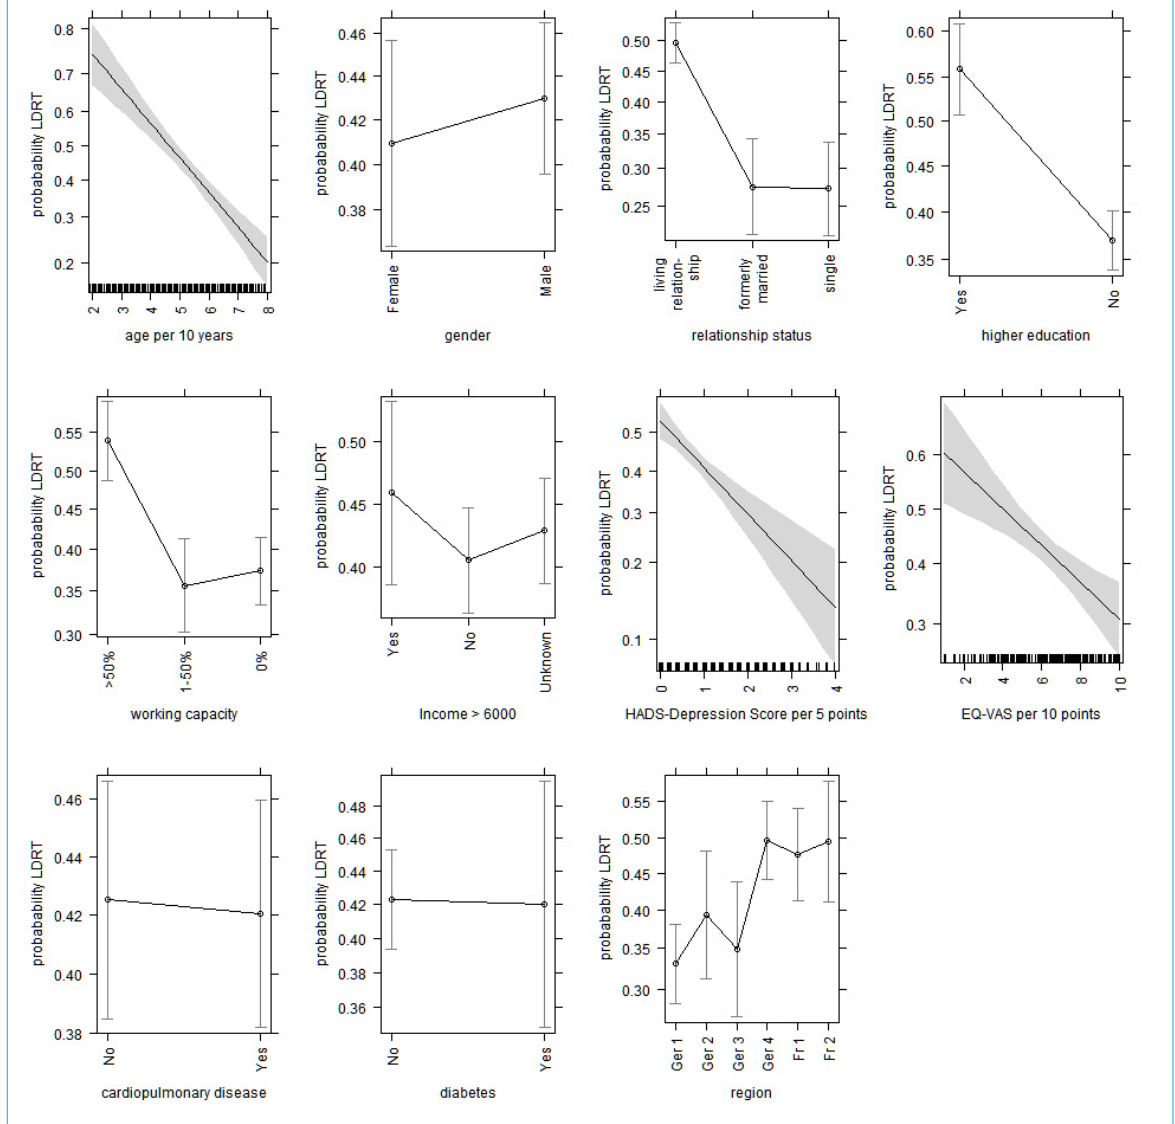 probabability LDRT
0.8
0.7
0.6
0.5
0.4
0.3
0.2
2 3 4 5 6 7 8
age per 10 years
probabability LDRT
0.46
0.44
0.42
0.40
0.38
Female
Male
gender
probabability LDRT
0.50
0.45
0.40
0.35
0.30
0.25
living
relation-
ship
formerly
married
single
relationship status
probabability LDRT
0.60
0.55
0.50
0.45
0.40
0.35
Yes
No
higher education
probabability LDRT
0.55
0.50
0.45
0.40
0.35
0.30
>50%
1-50%
0%
working capacity
probabability LDRT
0.50
0.45
0.40
Yes
No
Unknown
Income > 6000
probabability LDRT
0.5
0.4
0.3
0.2
0.1
0 1 2 3 4
HADS-Depression Score per 5 points
probabability LDRT
0.6
0.5
0.4
0.3
2 4 6 8 10
EQ-VAS per 10 points
probabability LDRT
0.46
0.44
0.42
0.40
0.38
No
Yes
cardiopulmonary disease
probabability LDRT
0.48
0.46
0.44
0.42
0.40
0.38
0.36
No
Yes
diabetes
probabability LDRT
0.55
0.50
0.45
0.40
0.35
0.30
Ger 1
Ger 2
Ger 3
Ger 4
Fr 1
Fr 2
region